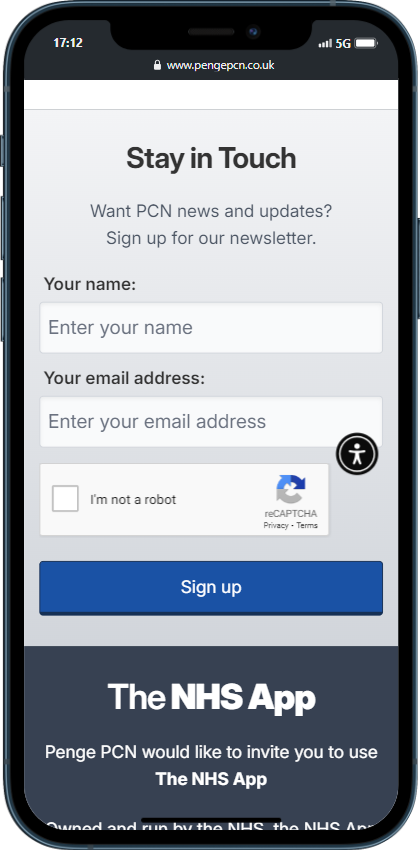 17:12
5G
www.pengepcn.co.uk
Stay in Touch
Want PCN news and updates?
Sign up for our newsletter.
Your name:
Enter your name
Your email address:
Enter your email address
I'm not a robot
reCAPTCHA
Privacy • Terms
Sign up
The NHS App
Penge PCN would like to invite you to use
The NHS App
Owned and run by the NHS, the NHS App